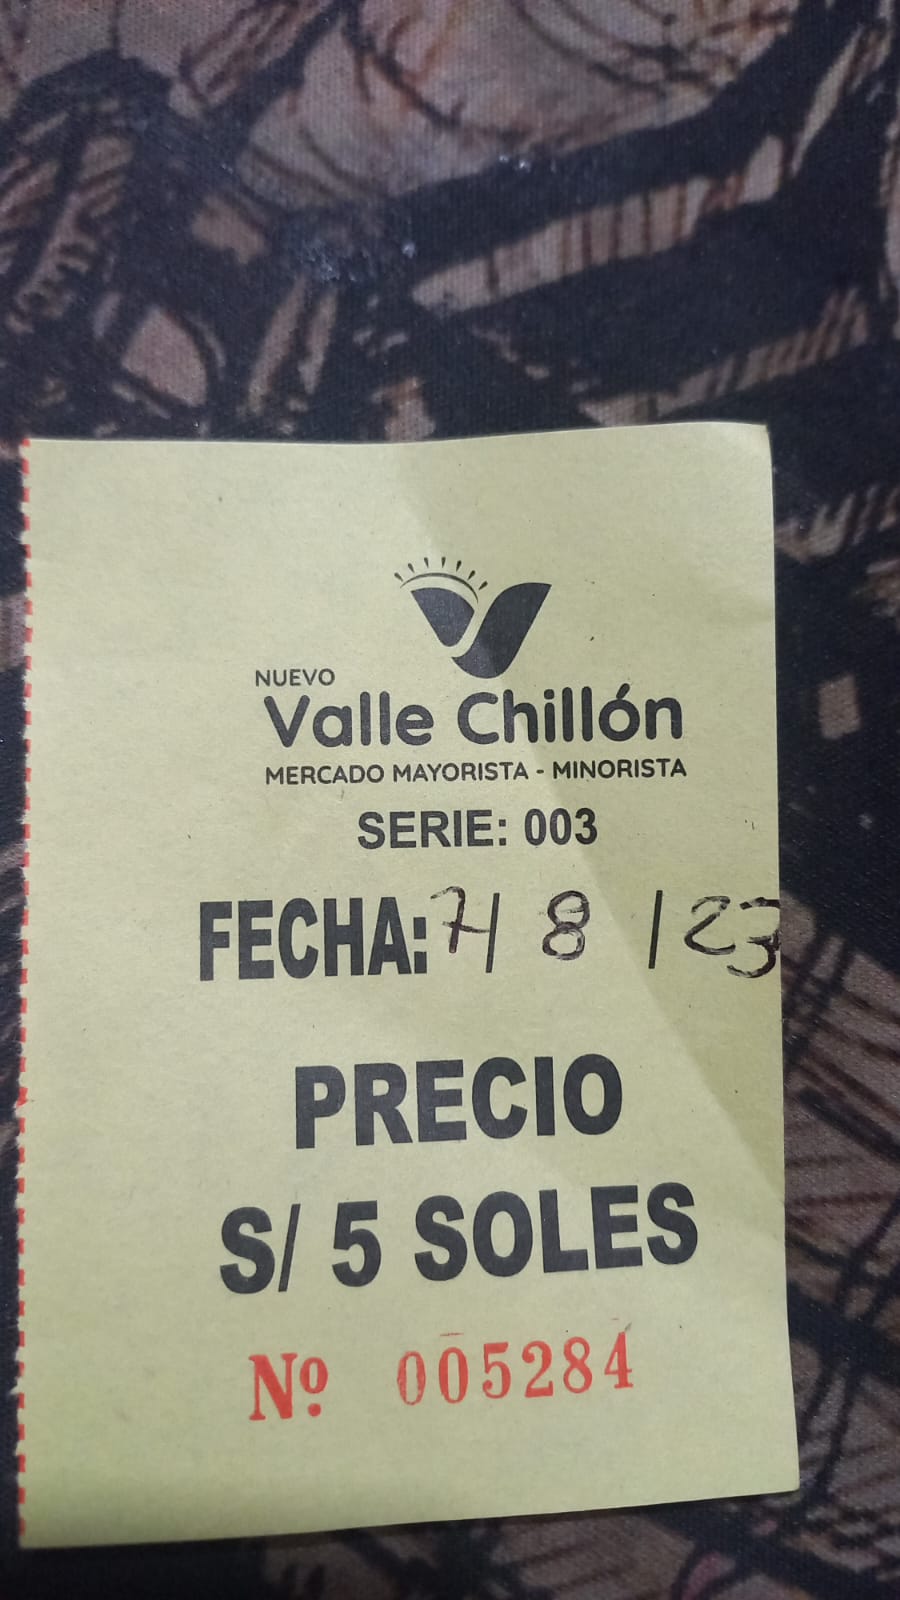 NUEVO
Valle Chillón
MERCADO MAYORISTA - MINORISTA
SERIE: 003
FECHA: 7/ 8 / 23
PRECIO
S/ 5 SOLES
Nº 005284